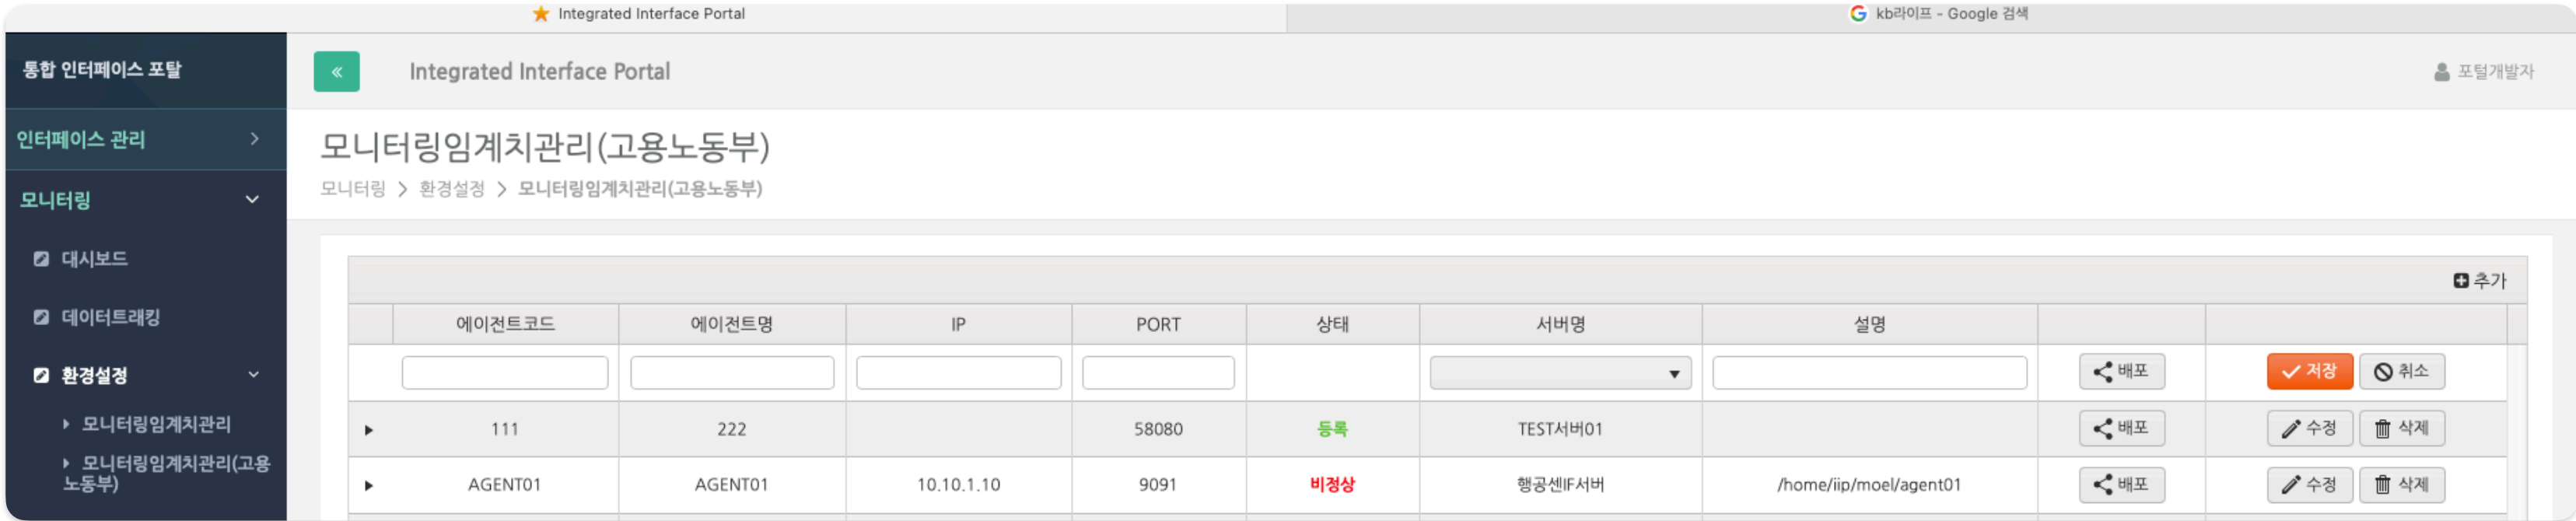 Integrated Interface Portal
kb라이프 - Google 검색
통합 인터페이스 포탈
Integrated Interface Portal
포털개발자
인터페이스 관리
모니터링
대시보드
데이터트래킹
환경설정
모니터링임계치관리
모니터링임계치관리(고용
노동부)
모니터링임계치관리(고용노동부)
모니터링 > 환경설정 > 모니터링임계치관리(고용노동부)
추가
에이전트코드 에이전트명 IP PORT 상태 서버명 설명
배포 저장 취소
111 222 58080 등록 TEST서버01 배포 수정 삭제
AGENT01 AGENT01 10.10.1.10 9091 비정상 행공센IF서버 /home/iip/moel/agent01 배포 수정 삭제